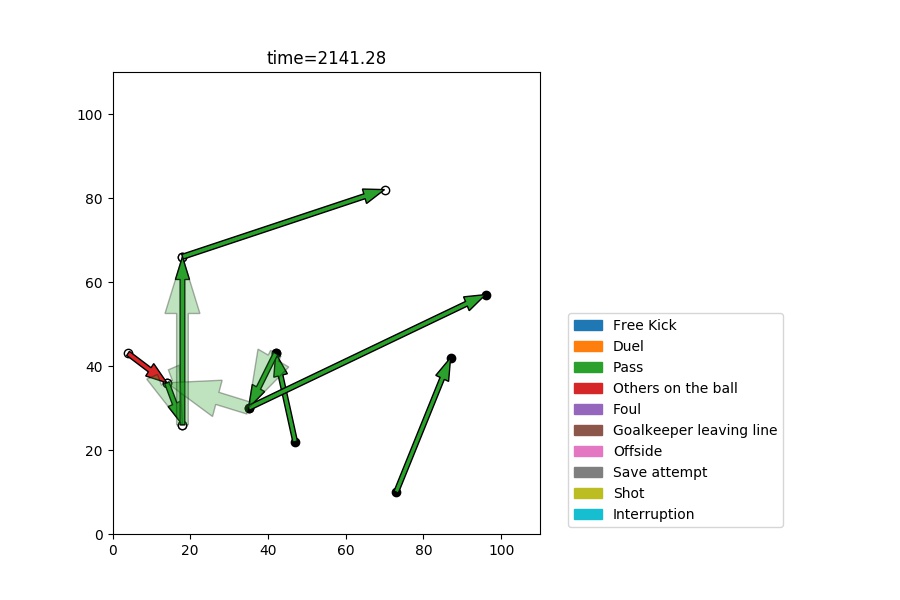 time=2141.28
100
80
60
40
20
0
0 20 40 60 80 100
Free Kick
Duel
Pass
Others on the ball
Foul
Goalkeeper leaving line
Offside
Save attempt
Shot
Interruption